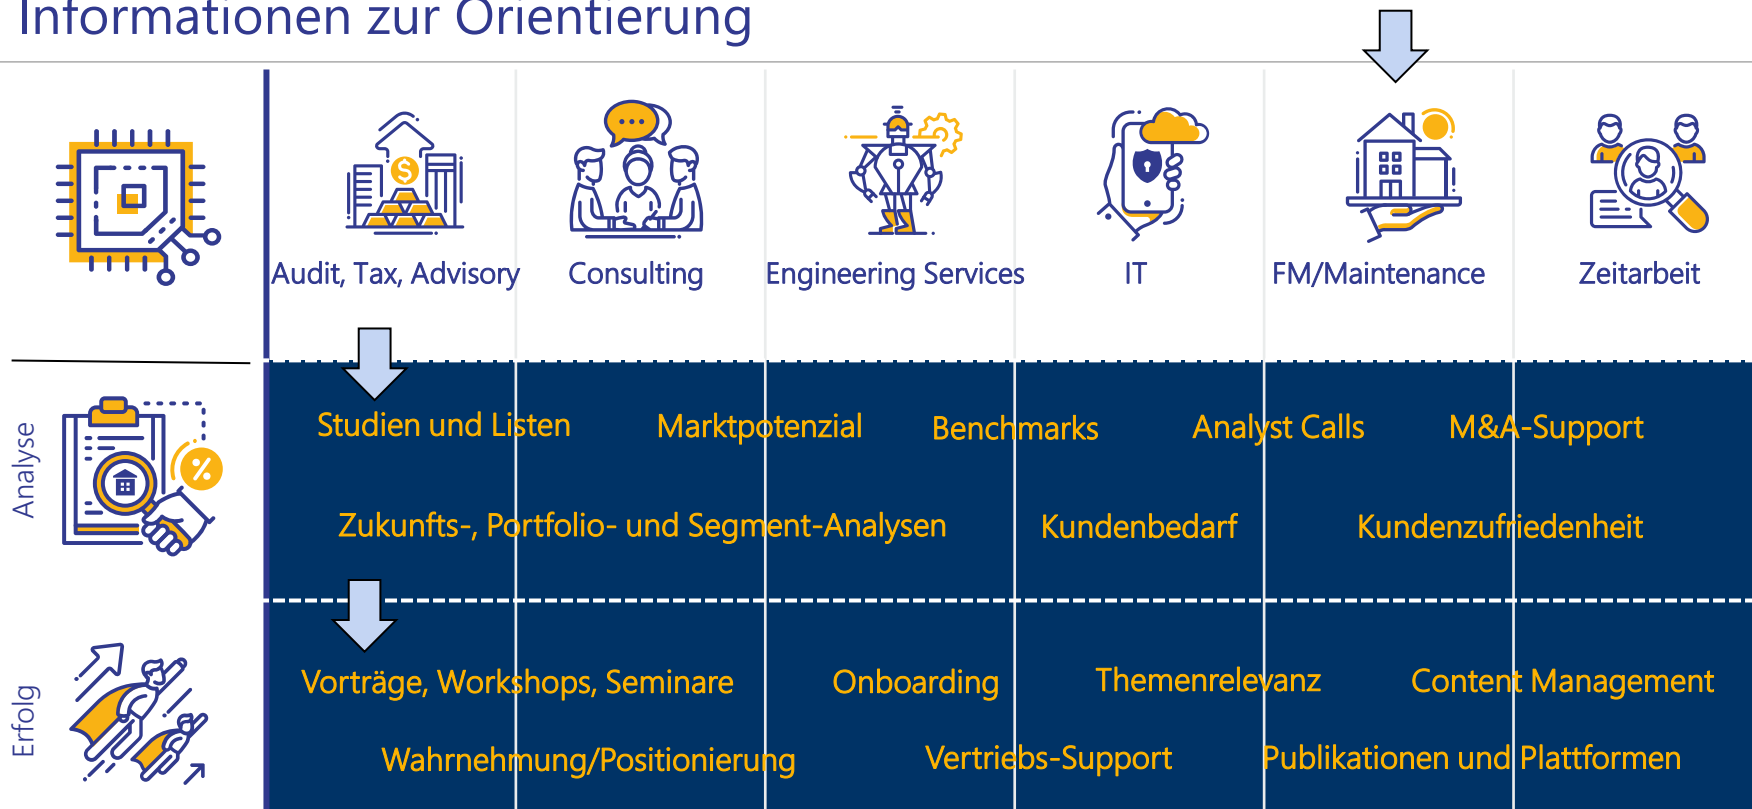 Informationen zur Orientierung
Audit, Tax, Advisory
Consulting
Engineering Services
IT
FM/Maintenance
Zeitarbeit
Analyse
Studien und Listen
Marktpotenzial
Benchmarks
Analyst Calls
M&A-Support
Zukunfts-, Portfolio- und Segment-Analysen
Kundenbedarf
Kundenzufriedenheit
Erfolg
Vorträge, Workshops, Seminare
Onboarding
Themenrelevanz
Content Management
Wahrnehmung/Positionierung
Vertriebs-Support
Publikationen und Plattformen